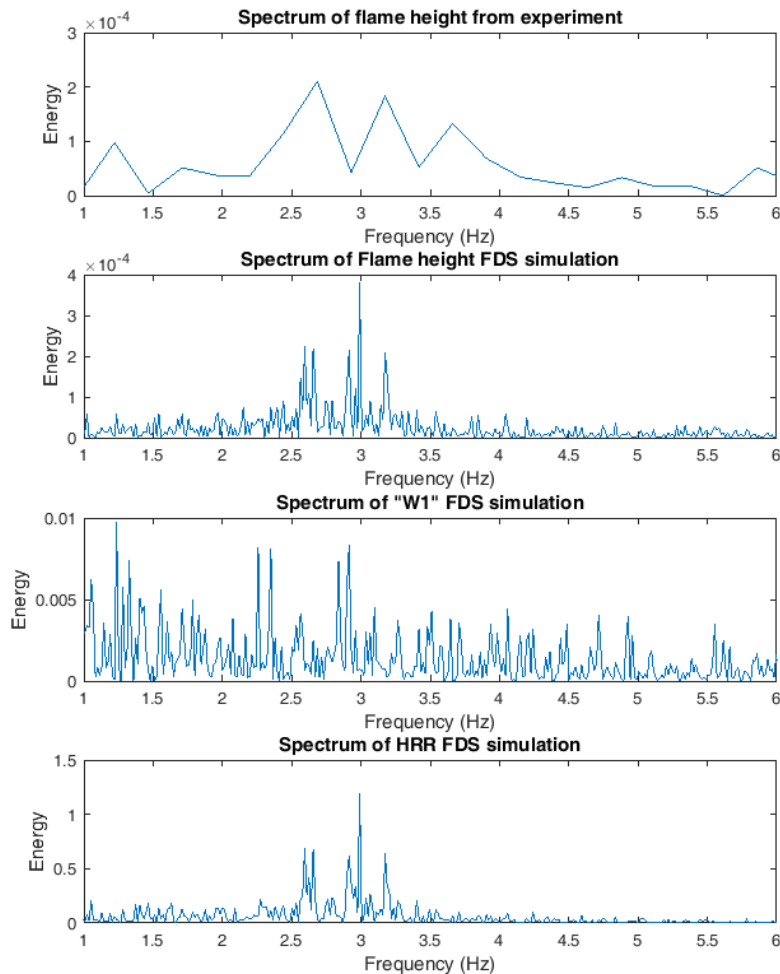 Spectrum of flame height from experiment
×10⁻⁴
3
2
1
0
Energy
1 1.5 2 2.5 3 3.5 4 4.5 5 5.5 6
Frequency (Hz)
Spectrum of Flame height FDS simulation
×10⁻⁴
4
3
2
1
0
Energy
1 1.5 2 2.5 3 3.5 4 4.5 5 5.5 6
Frequency (Hz)
Spectrum of "W1" FDS simulation
0.01
0.005
0
Energy
1 1.5 2 2.5 3 3.5 4 4.5 5 5.5 6
Frequency (Hz)
Spectrum of HRR FDS simulation
1.5
1
0.5
0
Energy
1 1.5 2 2.5 3 3.5 4 4.5 5 5.5 6
Frequency (Hz)